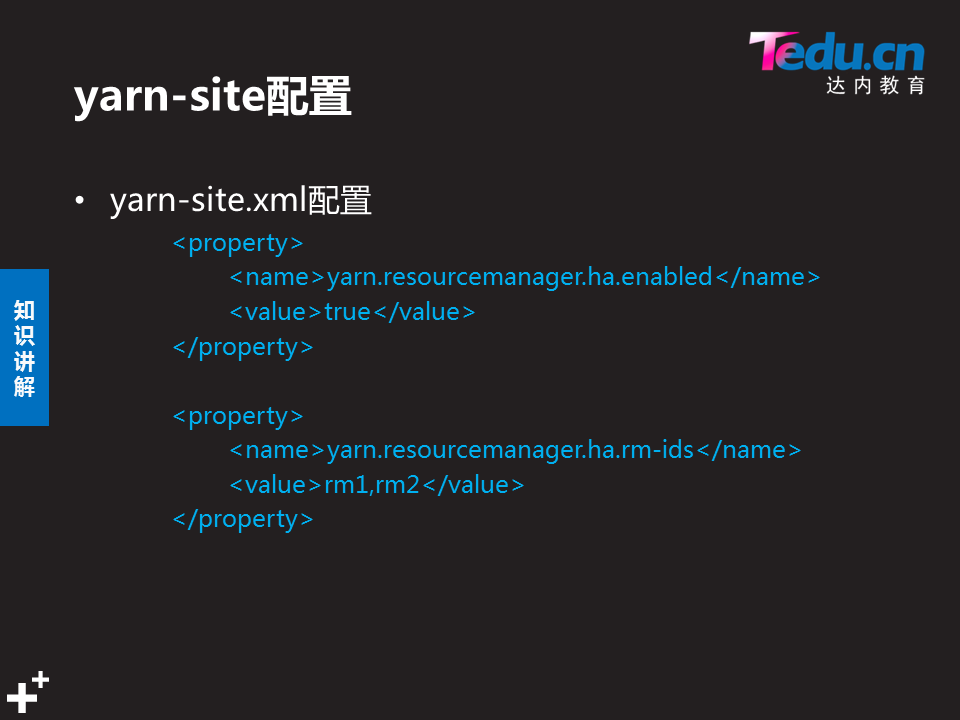 Tedu.cn
达内教育
yarn-site配置
• yarn-site.xml配置
<property>
<name>yarn.resourcemanager.ha.enabled</name>
<value>true</value>
</property>
<property>
<name>yarn.resourcemanager.ha.rm-ids</name>
<value>rm1,rm2</value>
</property>
知识讲解